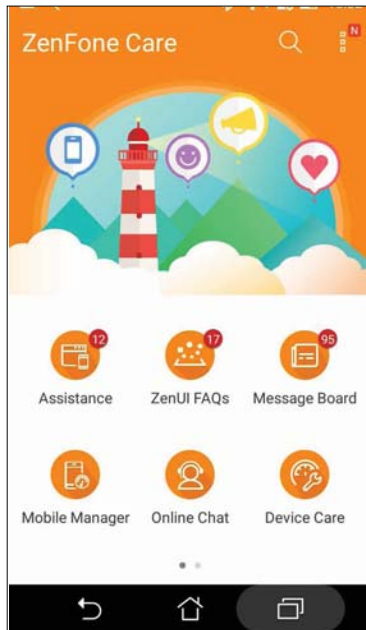 ZenFone Care
N
12
17
95
Assistance
ZenUI FAQs
Message Board
Mobile Manager
Online Chat
Device Care